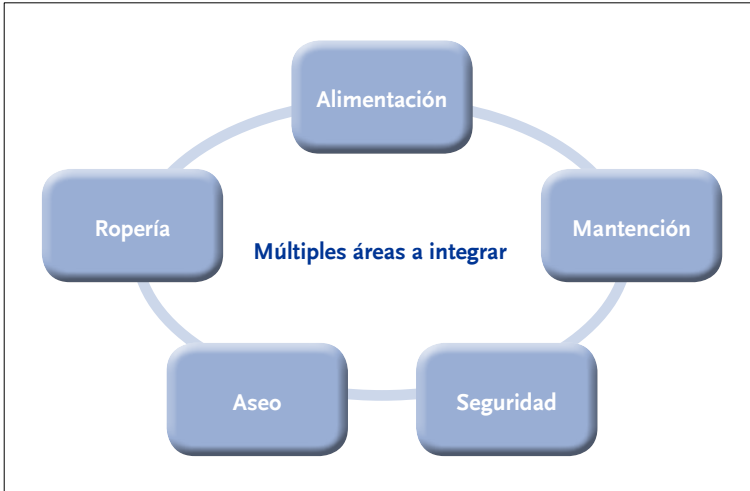 Alimentación
Ropería
Mantención
Múltiples áreas a integrar
Aseo
Seguridad